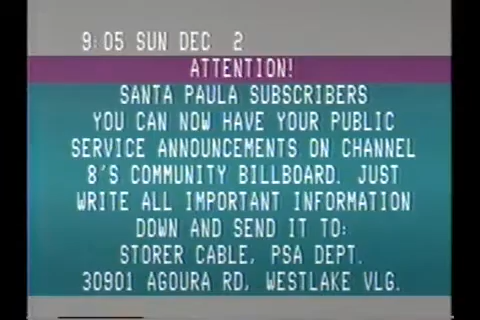 9:05 SUN DEC 2
ATTENTION!
SANTA PAULA SUBSCRIBERS
YOU CAN NOW HAVE YOUR PUBLIC
SERVICE ANNOUNCEMENTS ON CHANNEL
8'S COMMUNITY BILLBOARD. JUST
WRITE ALL IMPORTANT INFORMATION
DOWN AND SEND IT TO:
STORER CABLE, PSA DEPT.
30901 AGOURA RD, WESTLAKE VLG.